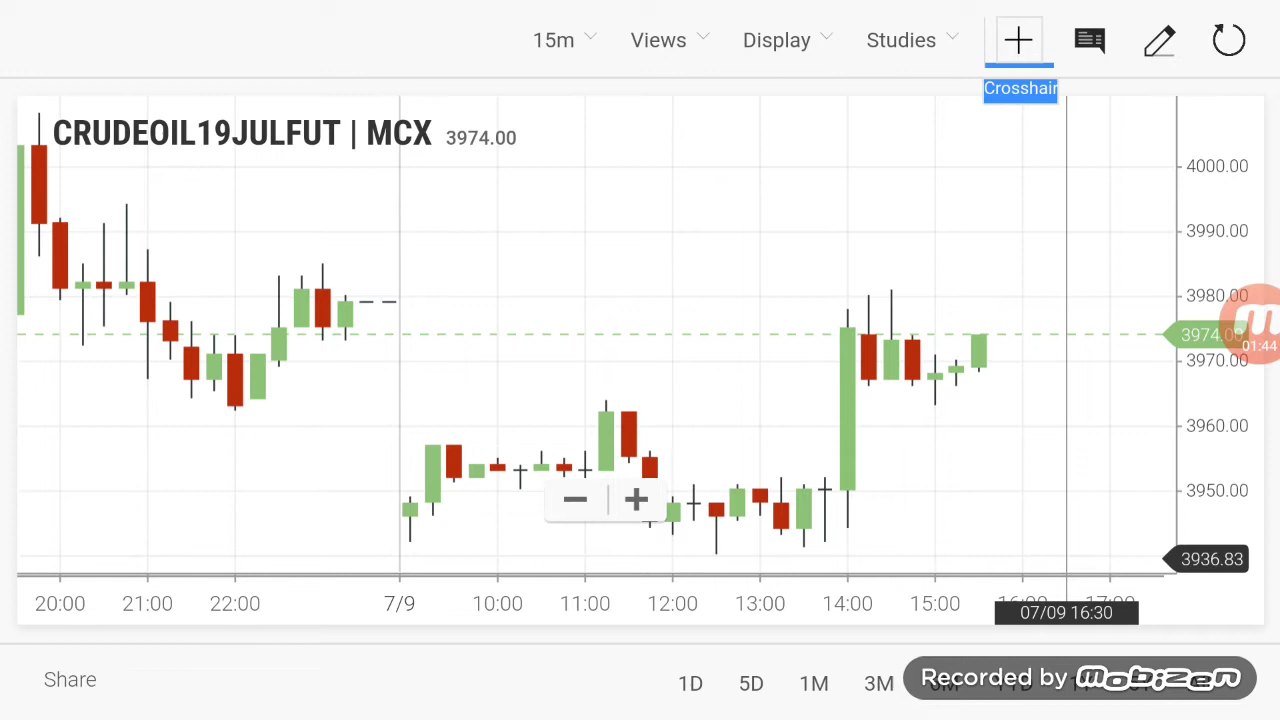 15m Views Display Studies
Crosshair
CRUDEOIL19JULFUT | MCX 3974.00
4000.00
3990.00
3980.00
01:44
3970.00
3960.00
3950.00
3936.83
20:00 21:00 22:00 7/9 10:00 11:00 12:00 13:00 14:00 15:00
07/09 16:30
Share 1D 5D 1M 3M
Recorded by mobizen